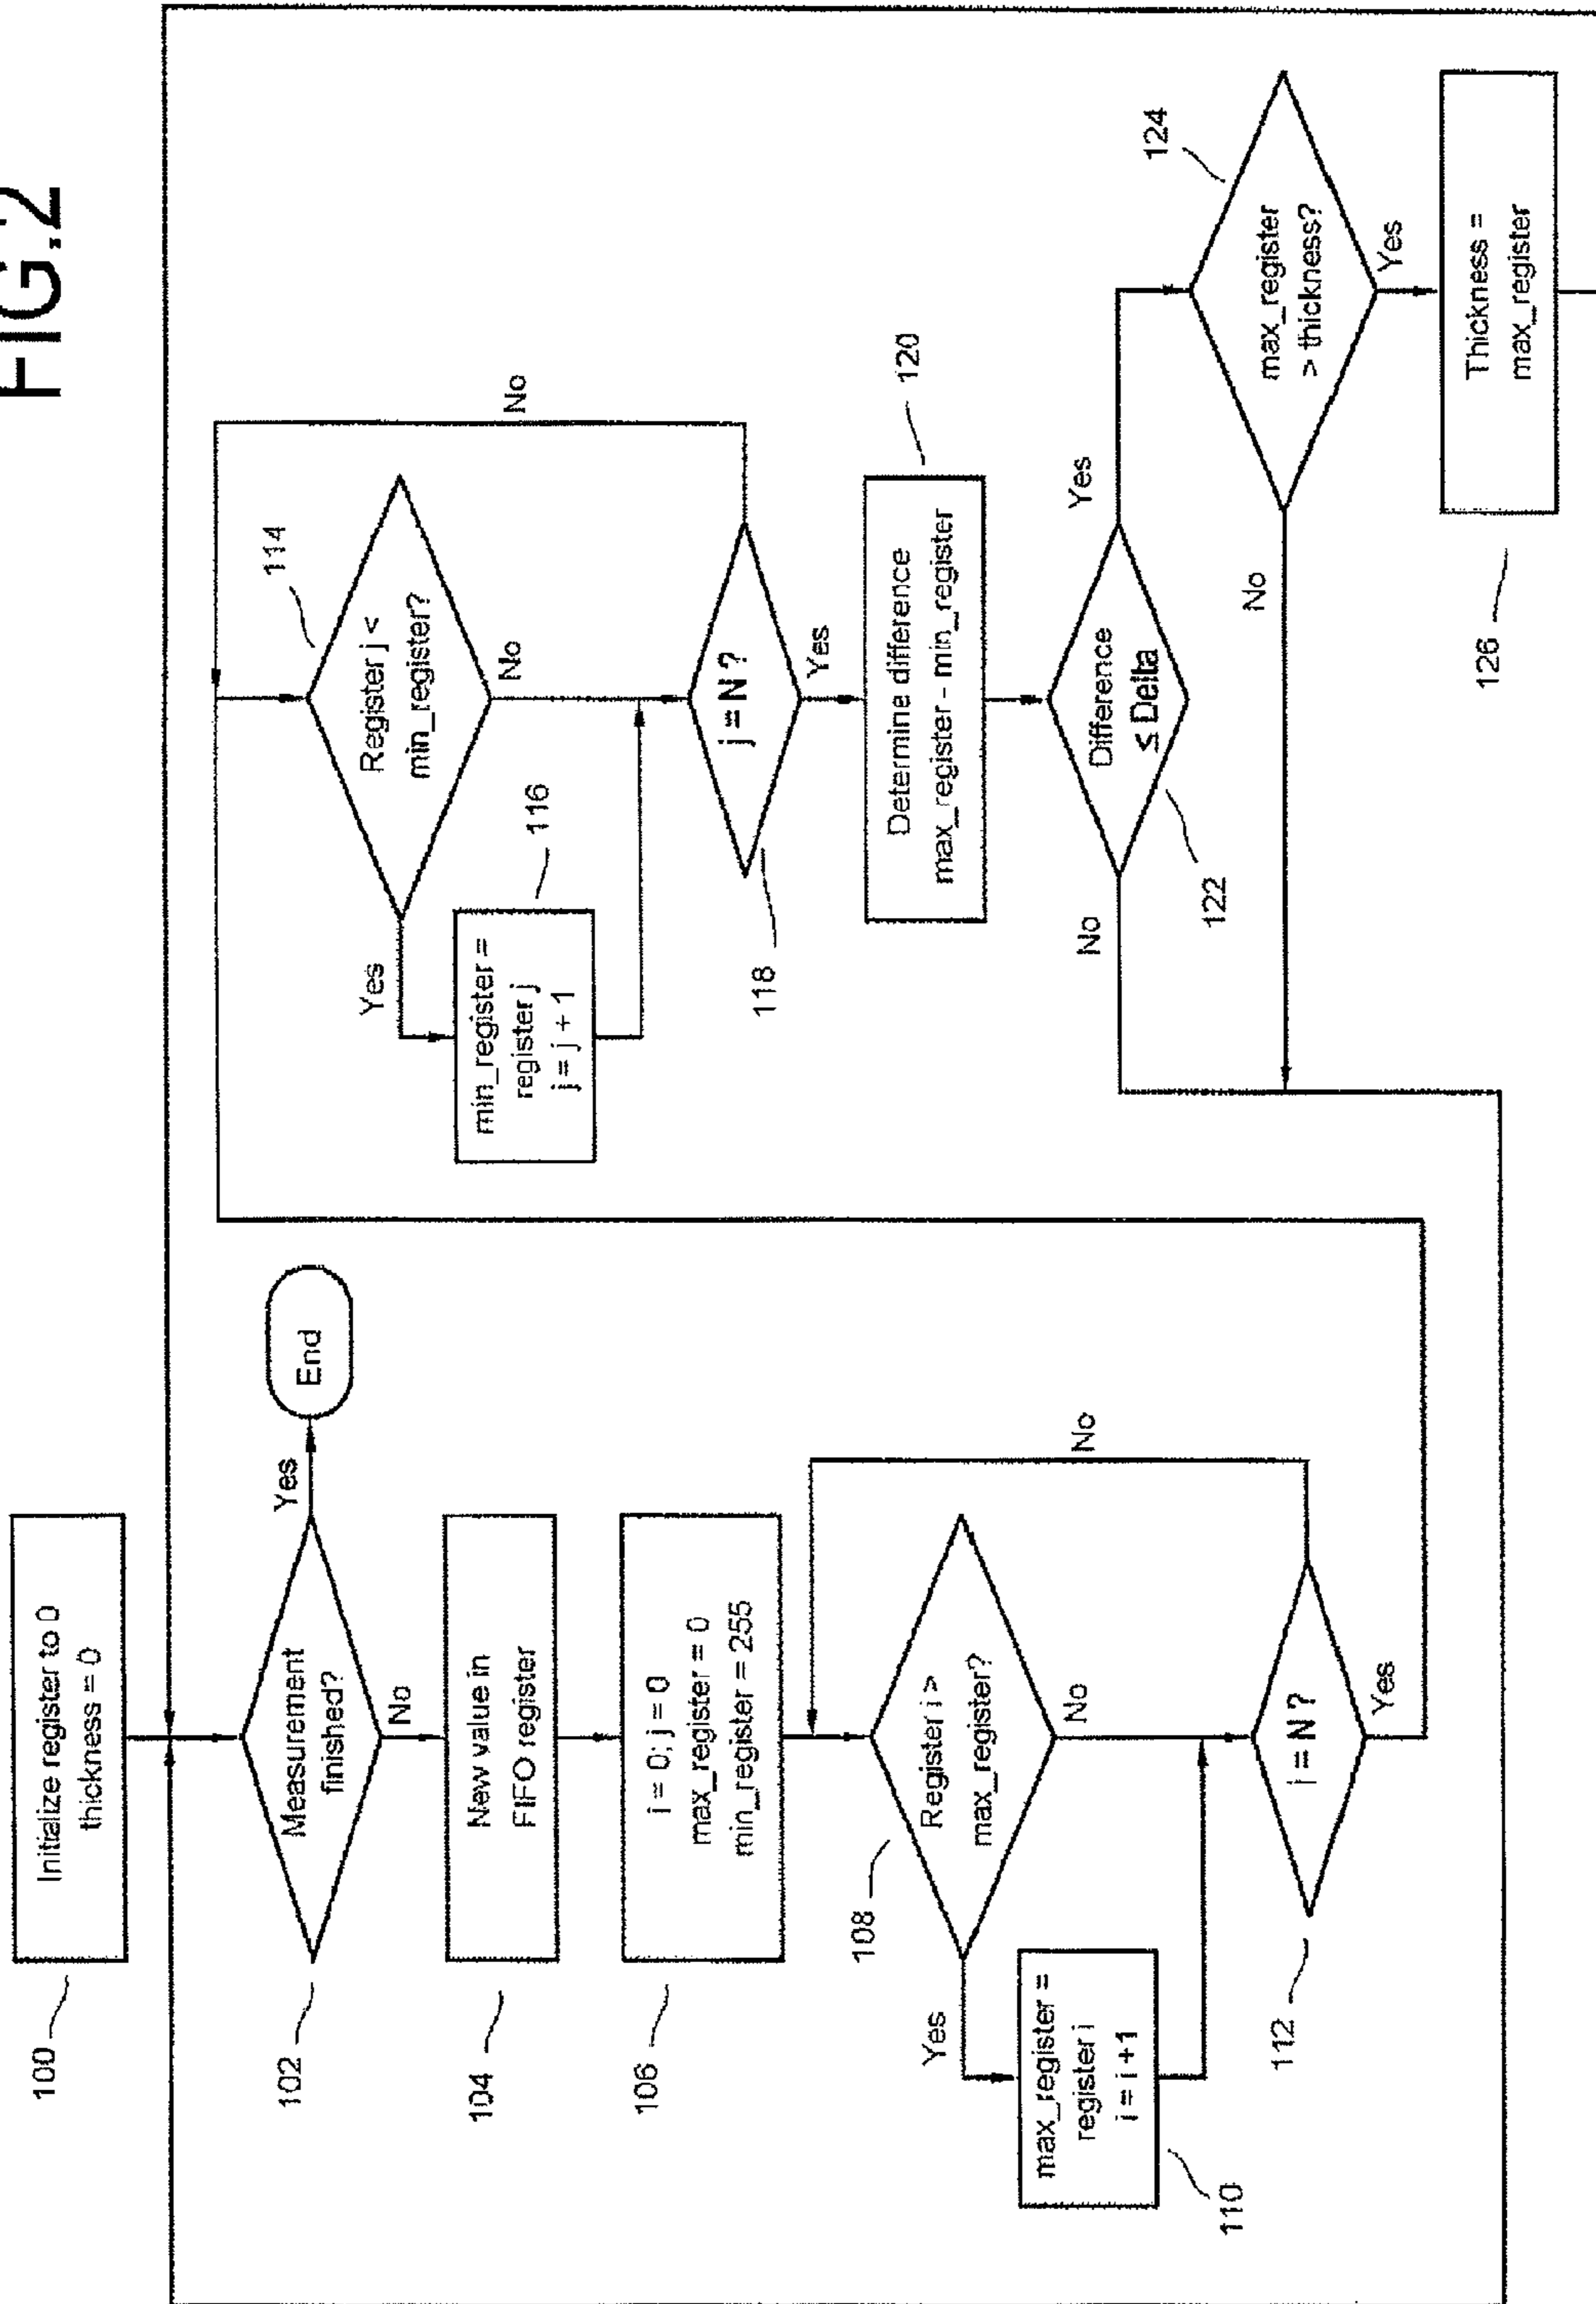 FIG.2
100
Initialize register to 0
thickness = 0
102
Measurement
finished?
Yes
End
No
104
New value in
FIFO register
106
i = 0; j = 0
max_register = 0
min_register = 255
108
Register i >
max_register?
Yes
No
110
max_register =
register i
i = i +1
112
i = N ?
No
Yes
114
Register j <
min_register?
Yes
No
116
min_register =
register j
j = j + 1
118
j = N ?
No
Yes
120
Determine difference
max_register - min_register
122
Difference
≤ Delta
No
Yes
124
max_register
> thickness?
No
Yes
126
Thickness =
max_register